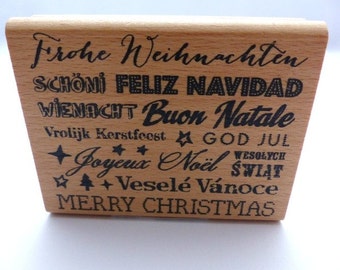 Frohe Weihnachten
SCHÖNI FELIZ NAVIDAD
WIENACHT Buon Natale
Vrolijk Kerstfeest GOD JUL
Joyeux Noël WESOŁYCH ŚWIĄT
Veselé Vánoce
MERRY CHRISTMAS